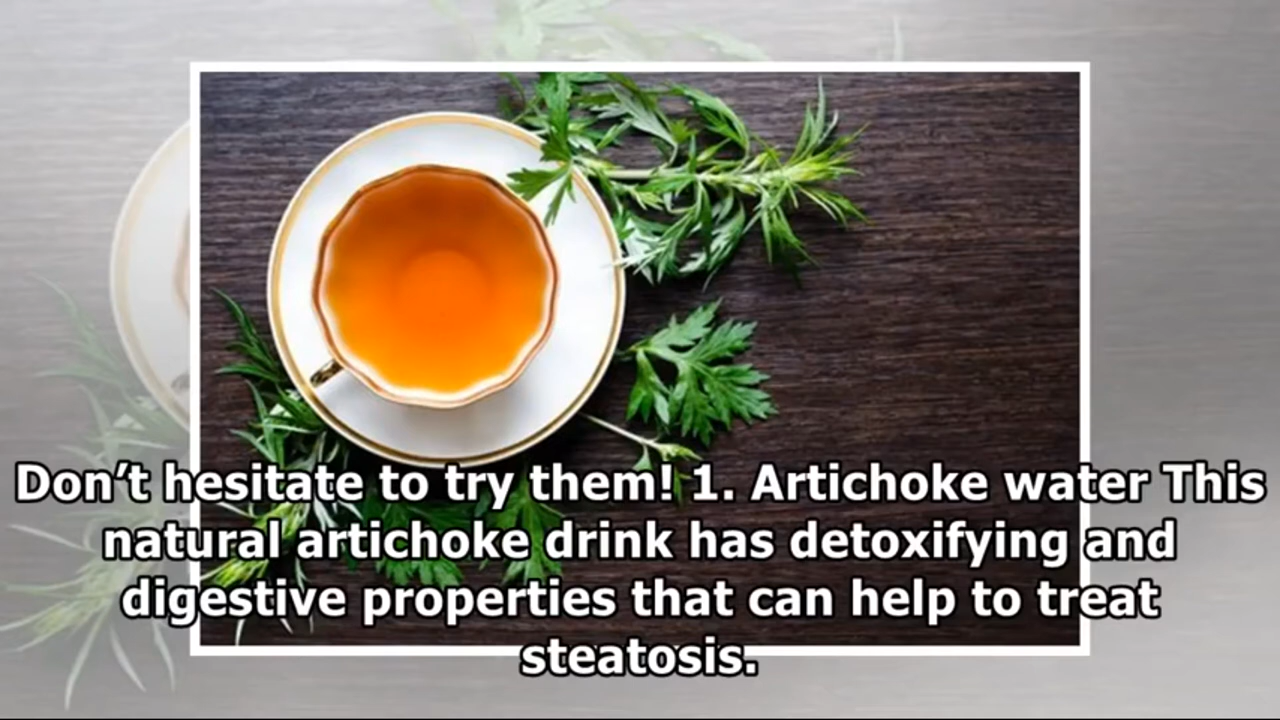 Don’t hesitate to try them! 1. Artichoke water This
natural artichoke drink has detoxifying and
digestive properties that can help to treat
steatosis.